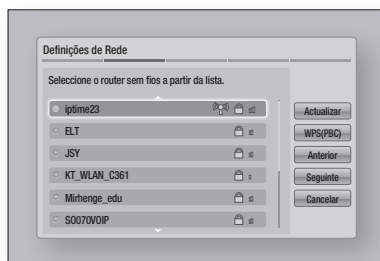 Definições de Rede
Seleccione o router sem fios a partir da lista.
iptime23
ELT
JSY
KT_WLAN_C361
Mirhenge_edu
SO070VOIP
Actualizar
WPS(PBC)
Anterior
Seguinte
Cancelar